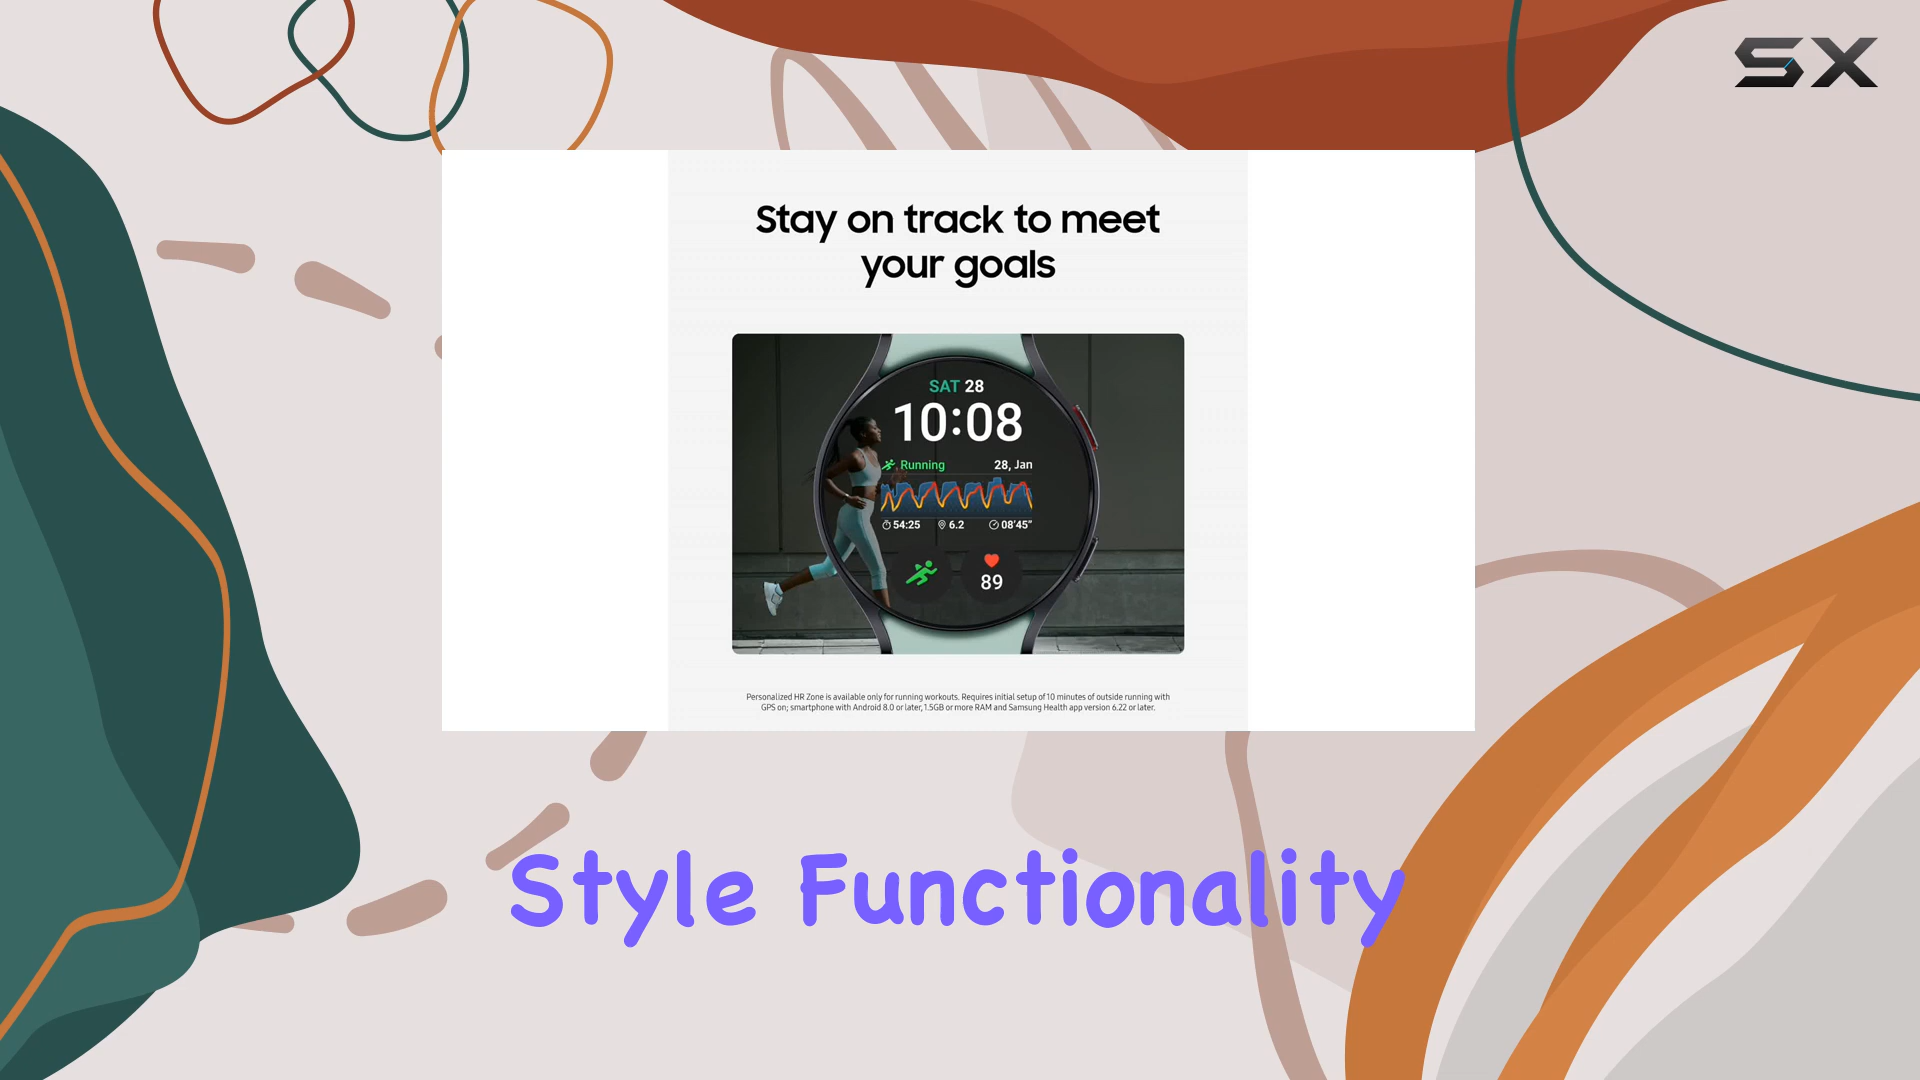 SX
Stay on track to meet
your goals
SAT 28
10:08
Running 28, Jan
54:25 6.2 08'45"
89
Personalized HR Zone is available only for running workouts. Requires initial setup of 10 minutes of outside running with
GPS on; smartphone with Android 8.0 or later, 1.5GB or more RAM and Samsung Health app version 6.22 or later.
Style Functionality